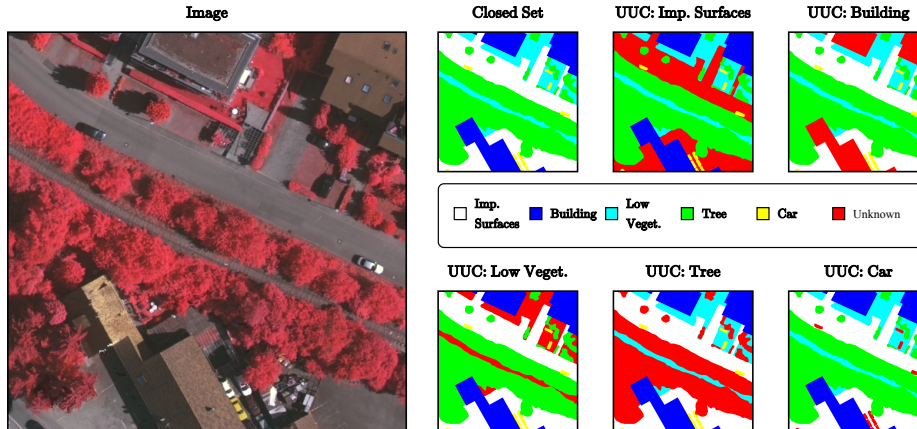 Image
Closed Set
UUC: Imp. Surfaces
UUC: Building
Imp.
Surfaces
Building
Low
Veget.
Tree
Car
Unknown
UUC: Low Veget.
UUC: Tree
UUC: Car